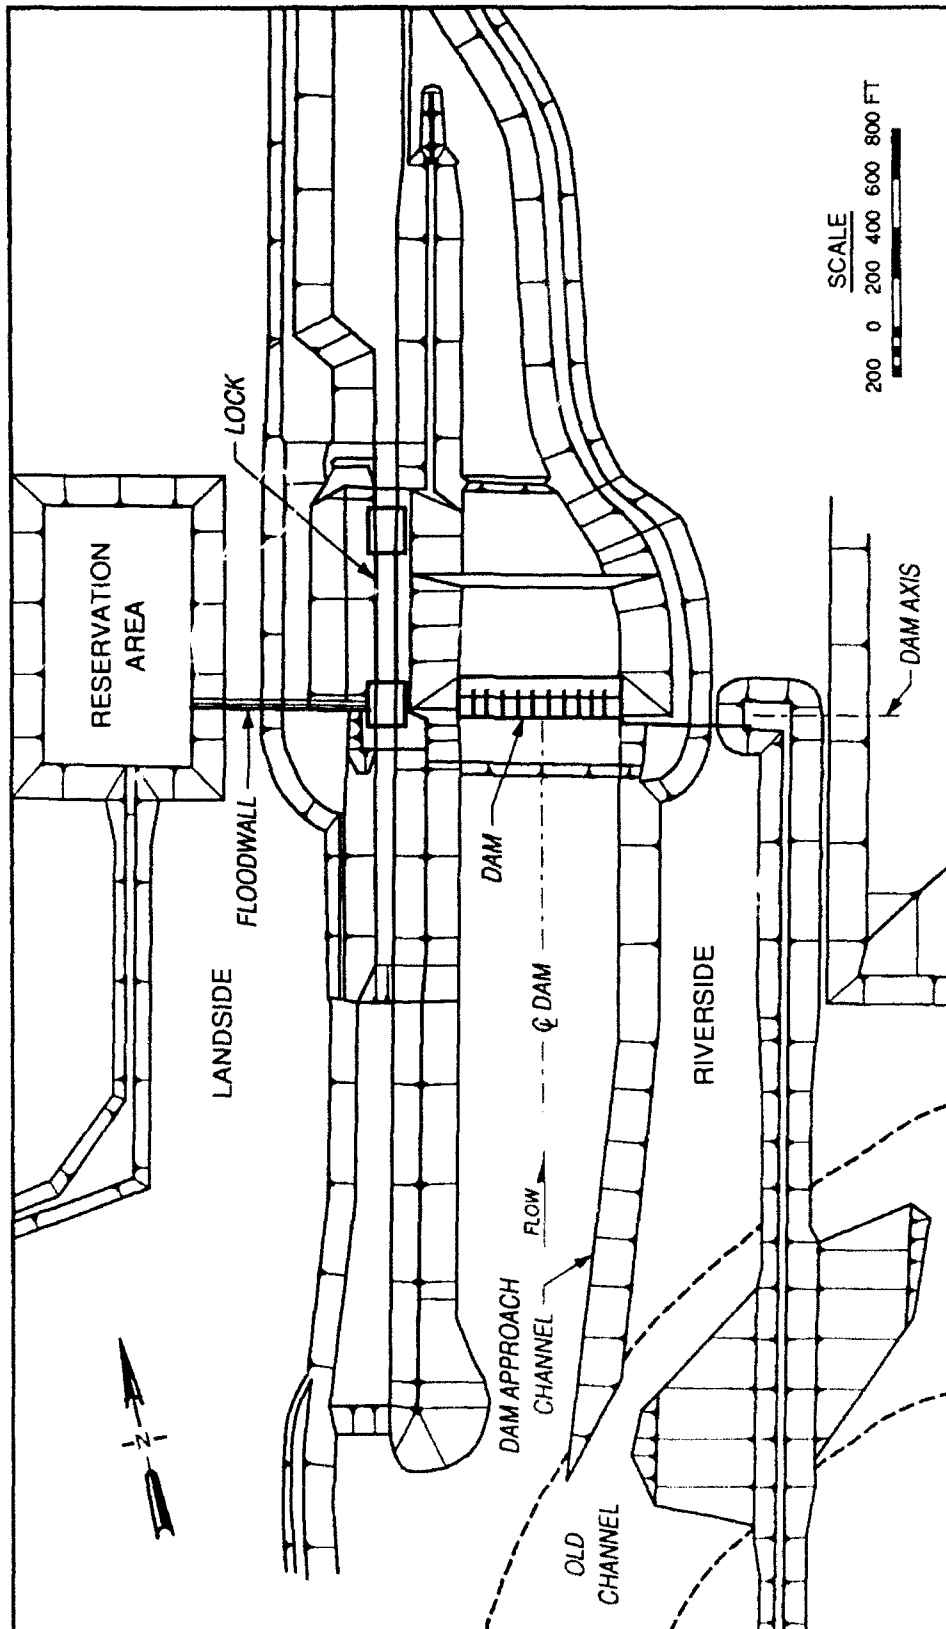 RESERVATION
AREA
LOCK
SCALE
200 0 200 400 600 800 FT
FLOODWALL
DAM AXIS
DAM
LANDSIDE
℄ DAM
RIVERSIDE
FLOW
DAM APPROACH
CHANNEL
N
OLD
CHANNEL